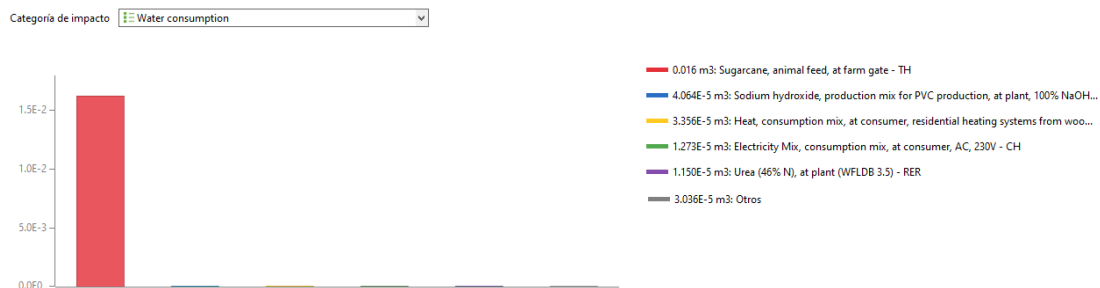 Categoría de impacto Water consumption
0.016 m3: Sugarcane, animal feed, at farm gate - TH
4.064E-5 m3: Sodium hydroxide, production mix for PVC production, at plant, 100% NaOH...
3.356E-5 m3: Heat, consumption mix, at consumer, residential heating systems from woo...
1.273E-5 m3: Electricity Mix, consumption mix, at consumer, AC, 230V - CH
1.150E-5 m3: Urea (46% N), at plant (WFLDB 3.5) - RER
3.036E-5 m3: Otros
1.5E-2
1.0E-2
5.0E-3
0.0E0